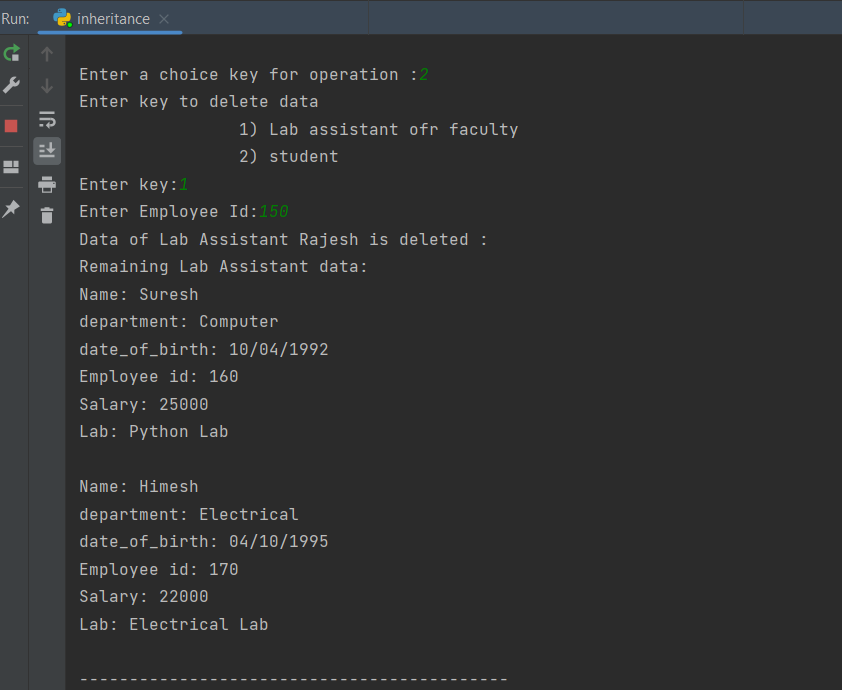 Run: inheritance
Enter a choice key for operation :2
Enter key to delete data
1) Lab assistant ofr faculty
2) student
Enter key:1
Enter Employee Id:150
Data of Lab Assistant Rajesh is deleted :
Remaining Lab Assistant data:
Name: Suresh
department: Computer
date_of_birth: 10/04/1992
Employee id: 160
Salary: 25000
Lab: Python Lab
Name: Himesh
department: Electrical
date_of_birth: 04/10/1995
Employee id: 170
Salary: 22000
Lab: Electrical Lab
-------------------------------------------